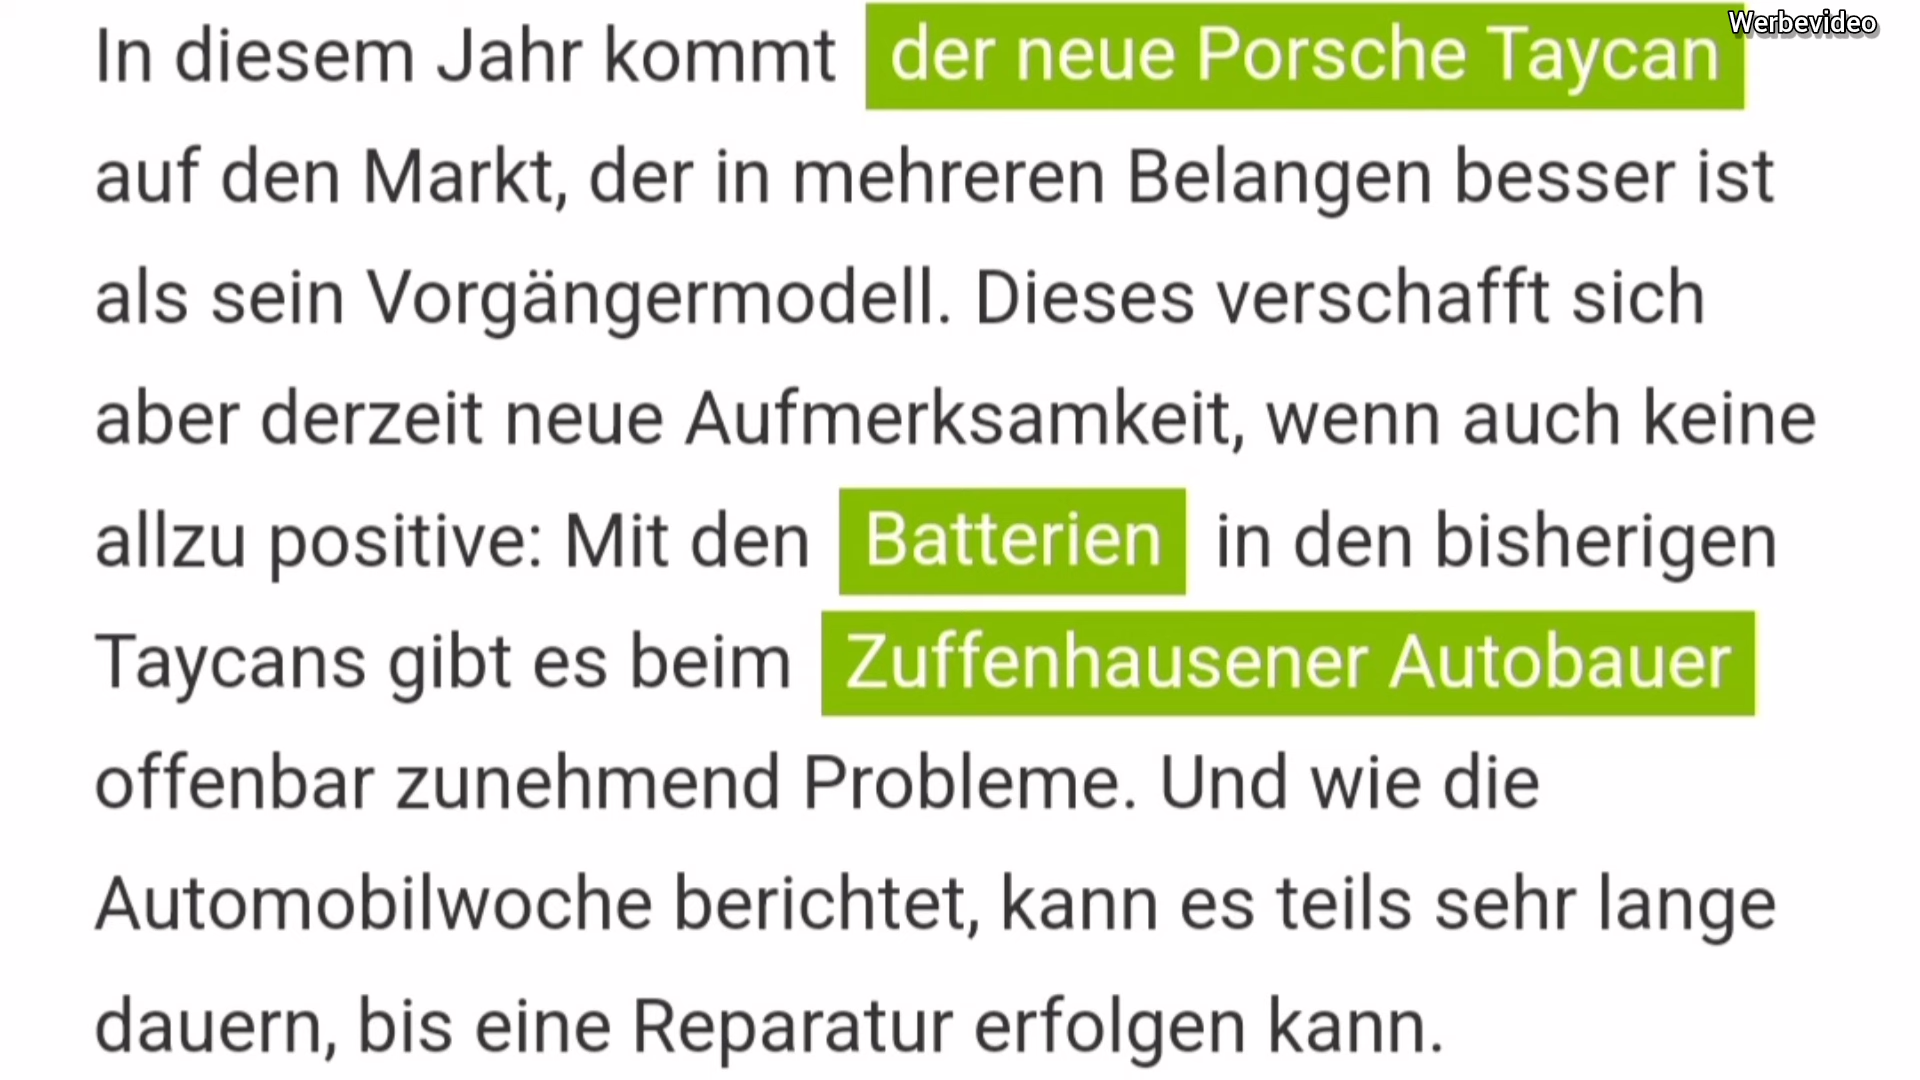 Werbevideo
In diesem Jahr kommt der neue Porsche Taycan
auf den Markt, der in mehreren Belangen besser ist
als sein Vorgängermodell. Dieses verschafft sich
aber derzeit neue Aufmerksamkeit, wenn auch keine
allzu positive: Mit den Batterien in den bisherigen
Taycans gibt es beim Zuffenhausener Autobauer
offenbar zunehmend Probleme. Und wie die
Automobilwoche berichtet, kann es teils sehr lange
dauern, bis eine Reparatur erfolgen kann.